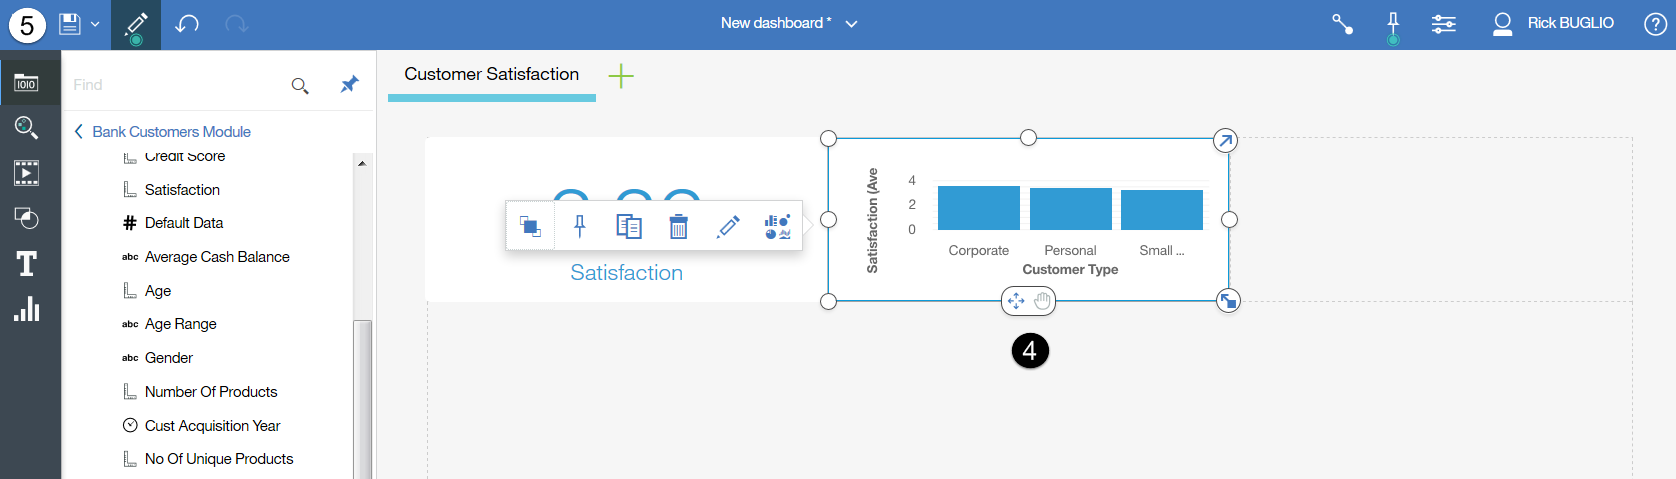 5
New dashboard *
Rick BUGLIO
?
Find
Bank Customers Module
Credit Score
Satisfaction
# Default Data
abc Average Cash Balance
Age
abc Age Range
abc Gender
Number Of Products
Cust Acquisition Year
No Of Unique Products
Customer Satisfaction
Satisfaction
Satisfaction (Ave
4
2
0
Corporate Personal Small ...
Customer Type
4